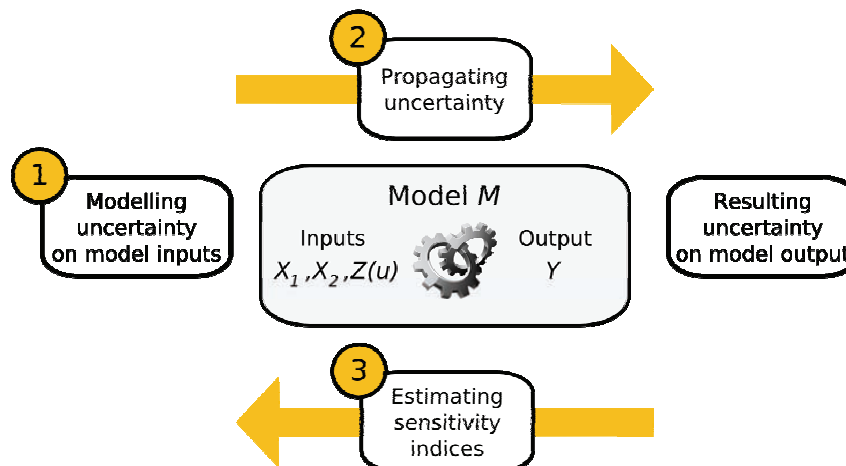 2
Propagating
uncertainty
1
Modelling
uncertainty
on model inputs
Model M
Inputs
X1 ,X2 ,Z(u)
Output
Y
Resulting
uncertainty
on model output
3
Estimating
sensitivity
indices